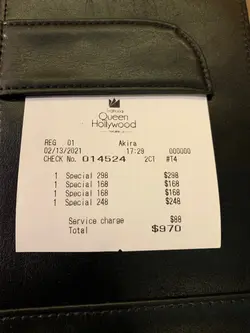 Queen
Hollywood
REG 01 Akira
02/13/2021 17:29 000000
CHECK No. 014524 2CT #T4
1 Special 298 $298
1 Special 168 $168
1 Special 168 $168
1 Special 248 $248
Service charge $88
Total $970